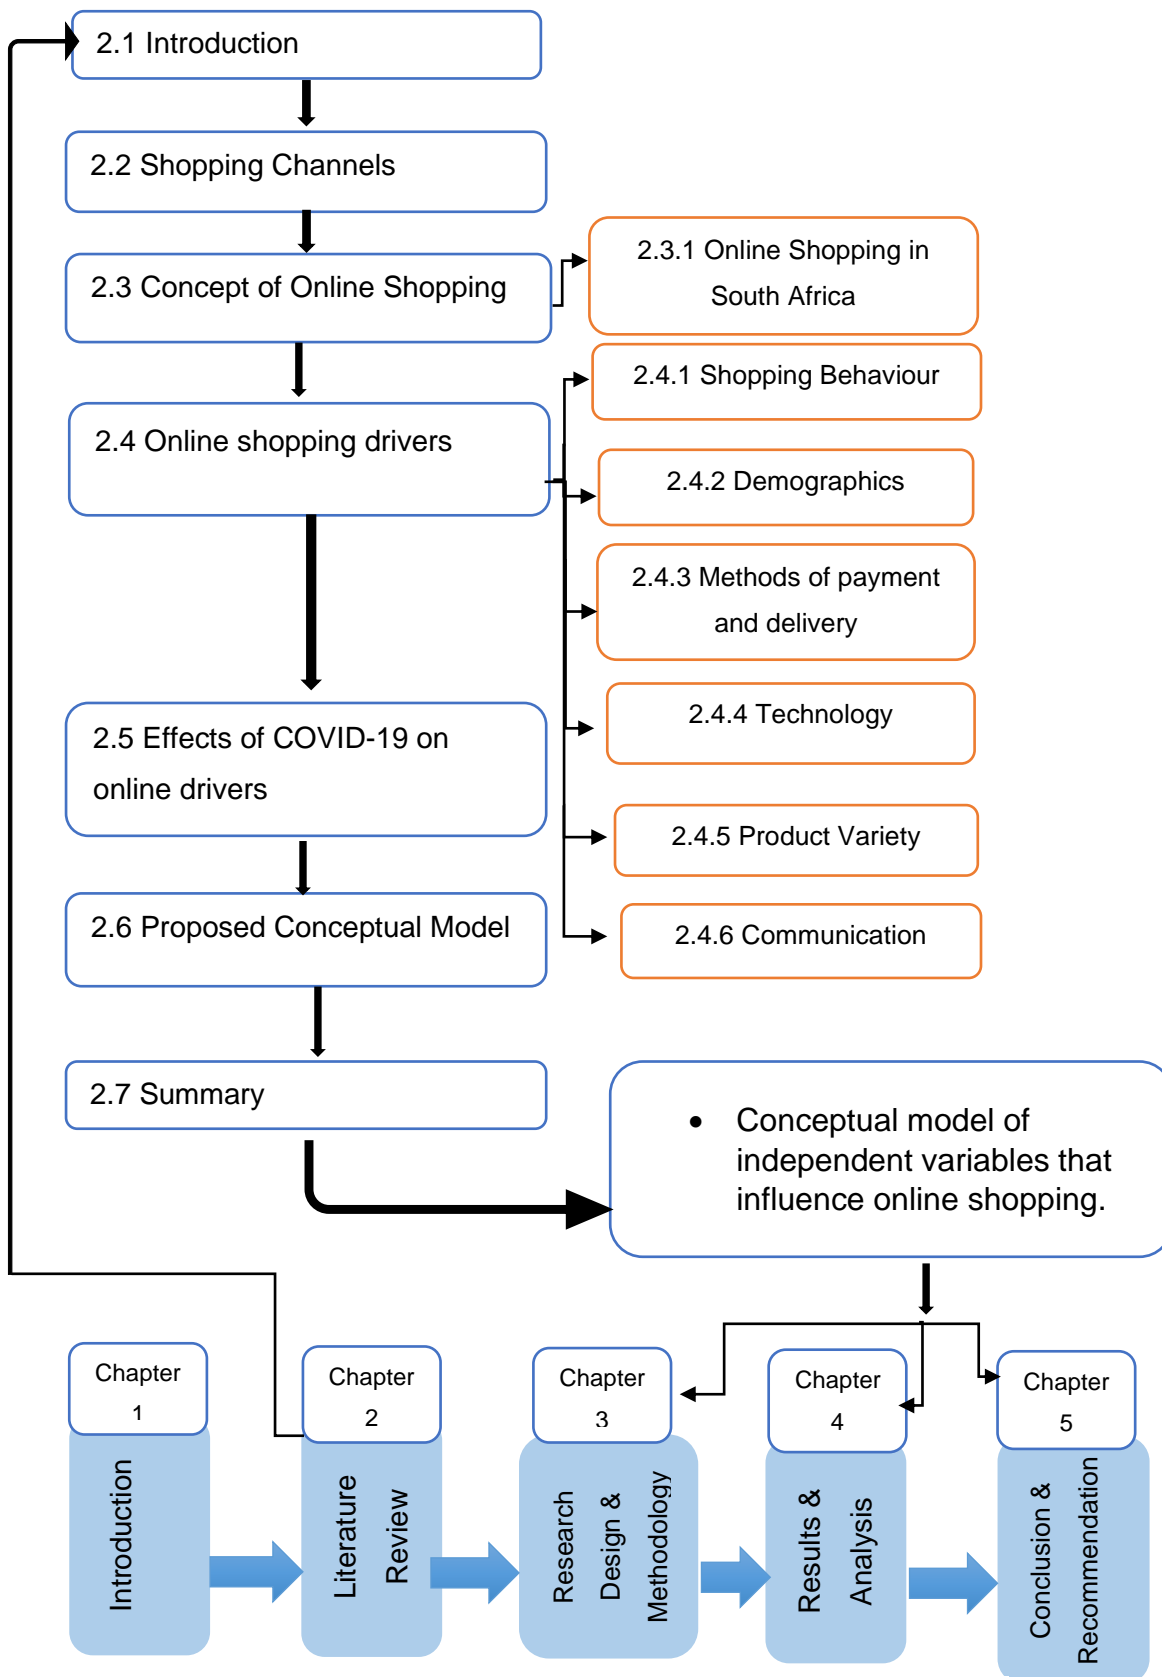 2.1 Introduction
2.2 Shopping Channels
2.3 Concept of Online Shopping
2.3.1 Online Shopping in
South Africa
2.4 Online shopping drivers
2.4.1 Shopping Behaviour
2.4.2 Demographics
2.4.3 Methods of payment
and delivery
2.4.4 Technology
2.4.5 Product Variety
2.4.6 Communication
2.5 Effects of COVID-19 on
online drivers
2.6 Proposed Conceptual Model
2.7 Summary
• Conceptual model of
independent variables that
influence online shopping.
Chapter
1
Introduction
Chapter
2
Literature
Review
Chapter
3
Research
Design &
Methodology
Chapter
4
Results &
Analysis
Chapter
5
Conclusion &
Recommendation